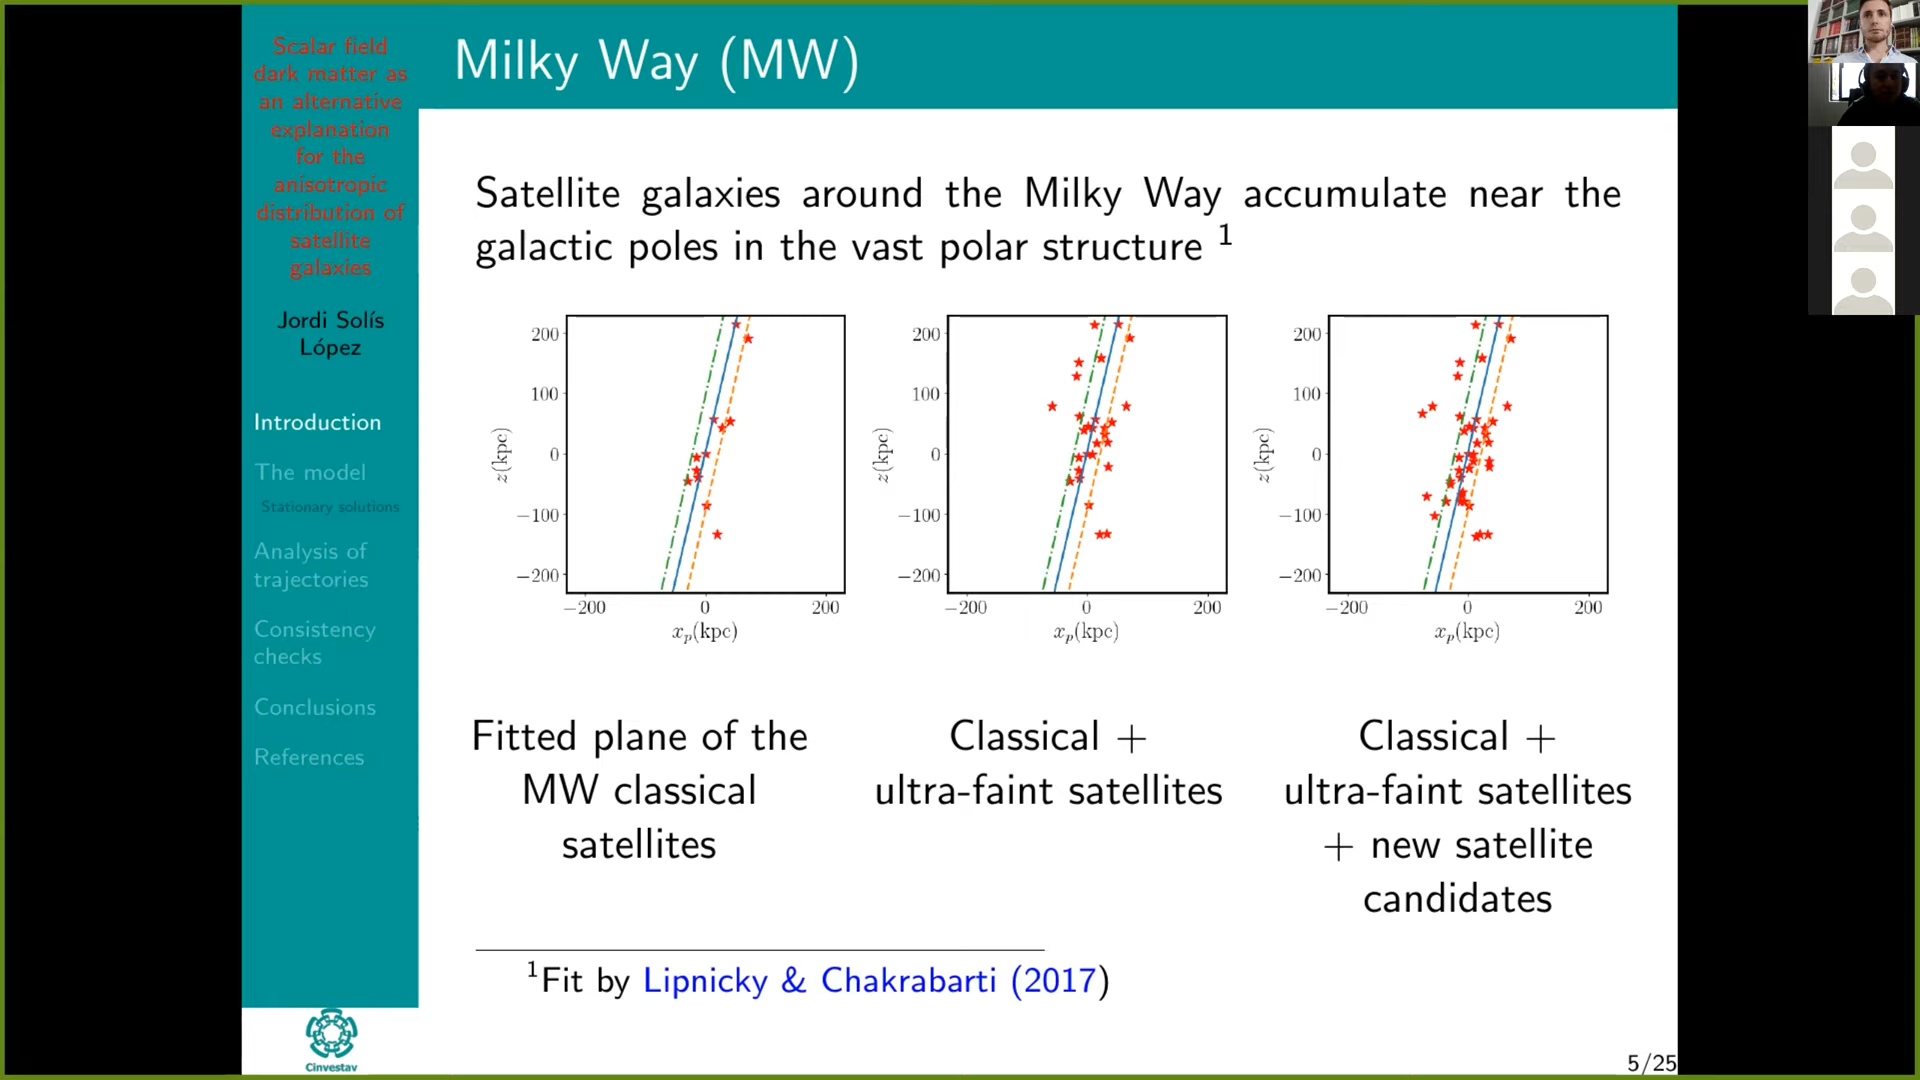 Scalar field
dark matter as
an alternative
explanation
for the
anisotropic
distribution of
satellite
galaxies
Jordi Solís
López
Introduction
The model
Stationary solutions
Analysis of
trajectories
Consistency
checks
Conclusions
References
Cinvestav
Milky Way (MW)
Satellite galaxies around the Milky Way accumulate near the
galactic poles in the vast polar structure 1
200
100
0
−100
−200
z(kpc)
−200 0 200
xp(kpc)
200
100
0
−100
−200
z(kpc)
−200 0 200
xp(kpc)
200
100
0
−100
−200
z(kpc)
−200 0 200
xp(kpc)
Fitted plane of the
MW classical
satellites
Classical +
ultra-faint satellites
Classical +
ultra-faint satellites
+ new satellite
candidates
1Fit by Lipnicky & Chakrabarti (2017)
5/25